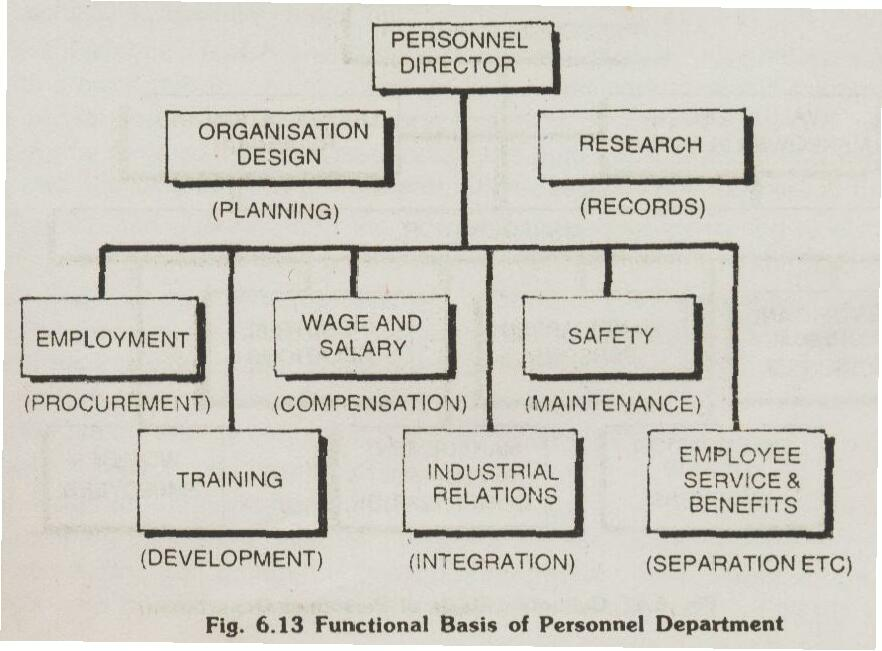 PERSONNEL
DIRECTOR
ORGANISATION
DESIGN
(PLANNING)
RESEARCH
(RECORDS)
EMPLOYMENT
(PROCUREMENT)
WAGE AND
SALARY
(COMPENSATION)
SAFETY
(MAINTENANCE)
TRAINING
(DEVELOPMENT)
INDUSTRIAL
RELATIONS
(INTEGRATION)
EMPLOYEE
SERVICE &
BENEFITS
(SEPARATION ETC)
Fig. 6.13 Functional Basis of Personnel Department